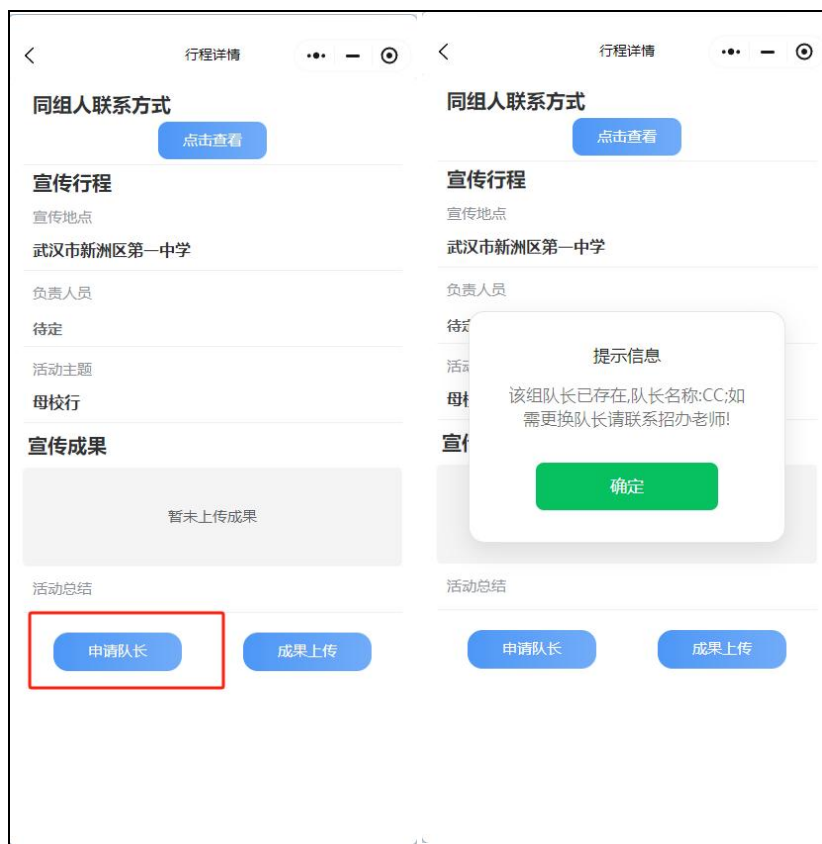 行程详情
同组人联系方式
点击查看
宣传行程
宣传地点
武汉市新洲区第一中学
负责人员
待定
活动主题
母校行
宣传成果
暂未上传成果
活动总结
申请队长
成果上传
行程详情
同组人联系方式
点击查看
宣传行程
宣传地点
武汉市新洲区第一中学
负责人员
提示信息
该组队长已存在,队长名称:CC;如
需更换队长请联系招办老师!
确定
活动总结
申请队长
成果上传